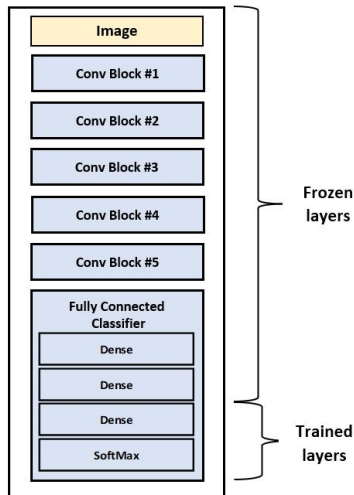 Image
Conv Block #1
Conv Block #2
Conv Block #3
Conv Block #4
Conv Block #5
Fully Connected
Classifier
Dense
Dense
Dense
SoftMax
Frozen
layers
Trained
layers